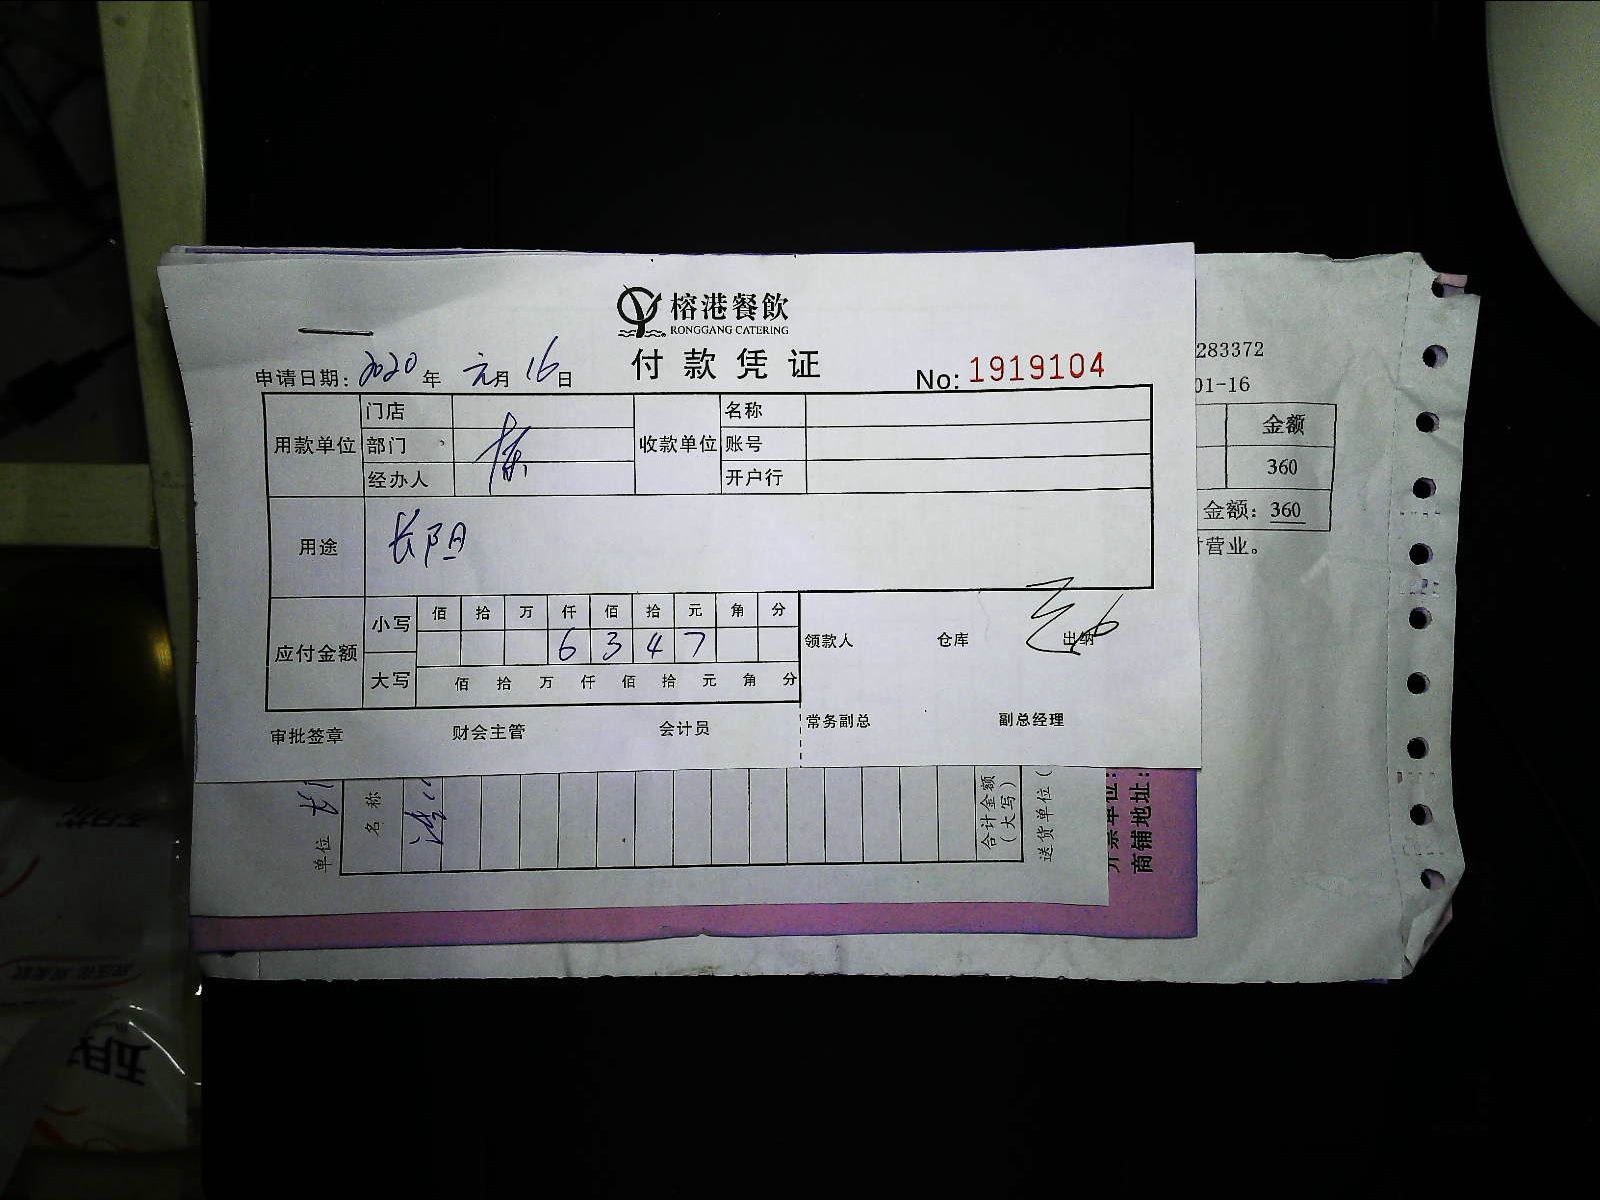 榕港餐飲
RONGGANG CATERING
付款凭证
申请日期: 2020 年 元月 16 日
No: 1919104
用款单位 门店 收款单位 名称
部门 账号
经办人 开户行
用途 长阳
应付金额 小写 佰 拾 万 仟 佰 拾 元 角 分
6 3 4 7
大写 佰 拾 万 仟 佰 拾 元 角 分
领款人 仓库 出纳
审批签章 财会主管 会计员 常务副总 副总经理
283372
01-16
金额
360
金额: 360
营业。
单位
名称
合计金额
(大写)
送货单位(
商铺地址: